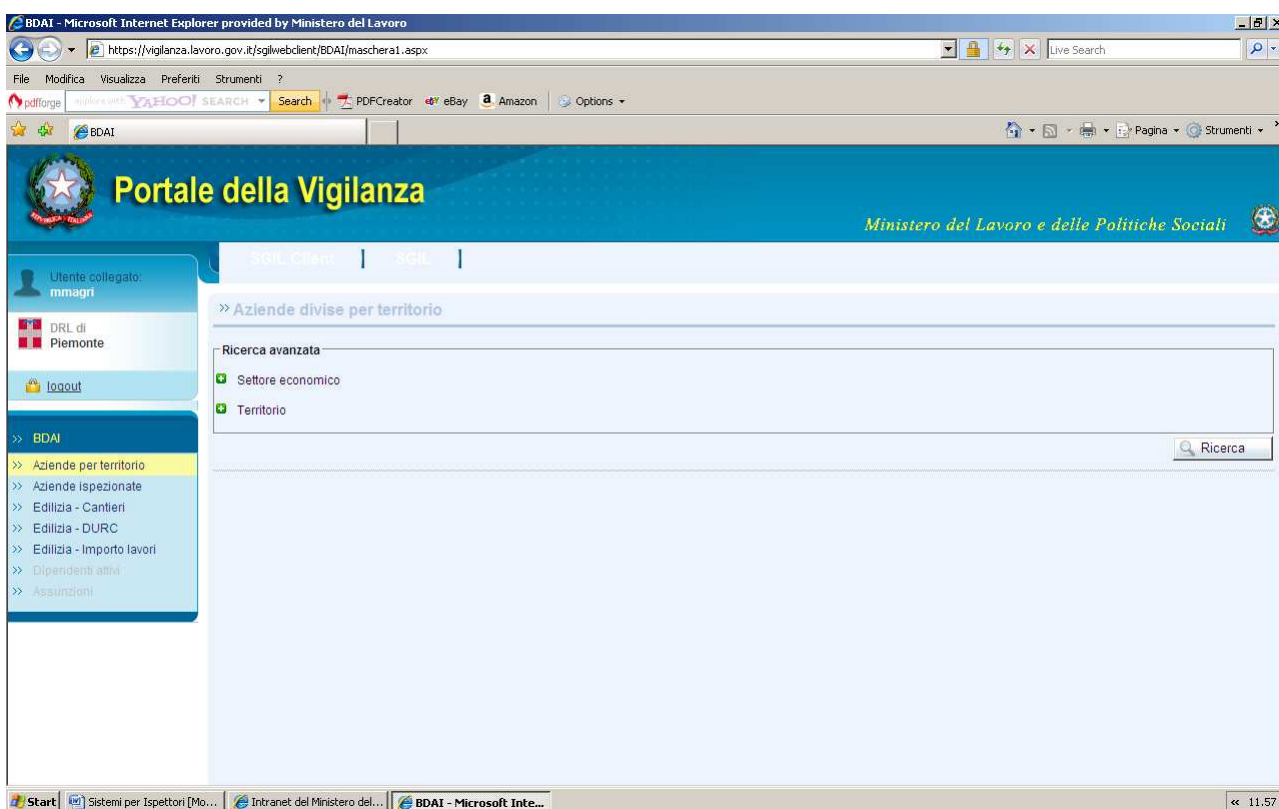 BDAI - Microsoft Internet Explorer provided by Ministero del Lavoro
https://vigilanza.lavoro.gov.it/sgilwebclient/BDAI/maschera1.aspx
Live Search
File Modifica Visualizza Preferiti Strumenti ?
pdfforge YAHOO! SEARCH Search PDFCreator eBay Amazon Options
BDAI
Pagina Strumenti
Portale della Vigilanza
Ministero del Lavoro e delle Politiche Sociali
SGIL Client | SGIL |
Utente collegato:
mmagri
DRL di
Piemonte
logout
» Aziende divise per territorio
Ricerca avanzata
Settore economico
Territorio
Ricerca
» BDAI
» Aziende per territorio
» Aziende ispezionate
» Edilizia - Cantieri
» Edilizia - DURC
» Edilizia - Importo lavori
» Dipendenti attivi
» Assunzioni
Start Sistemi per Ispettori [Mo... Intranet del Ministero del... BDAI - Microsoft Inte... « 11.57